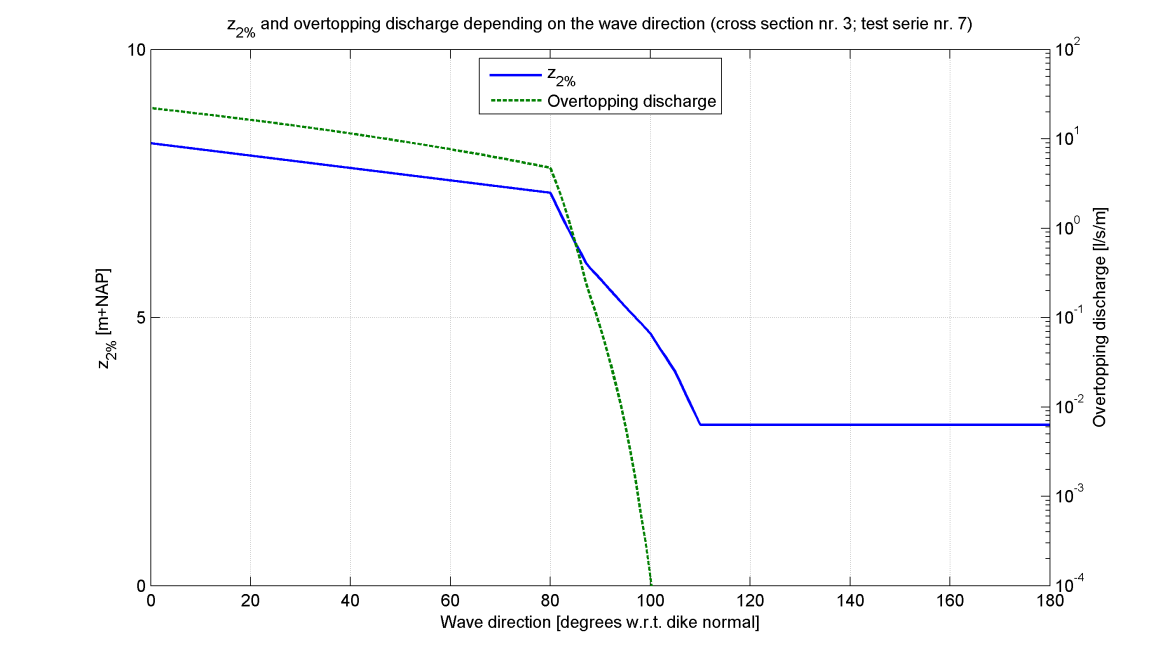 z2% and overtopping discharge depending on the wave direction (cross section nr. 3; test serie nr. 7)
z2%
Overtopping discharge
10
5
0
z2% [m+NAP]
10^2
10^1
10^0
10^-1
10^-2
10^-3
10^-4
Overtopping discharge [l/s/m]
0 20 40 60 80 100 120 140 160 180
Wave direction [degrees w.r.t. dike normal]